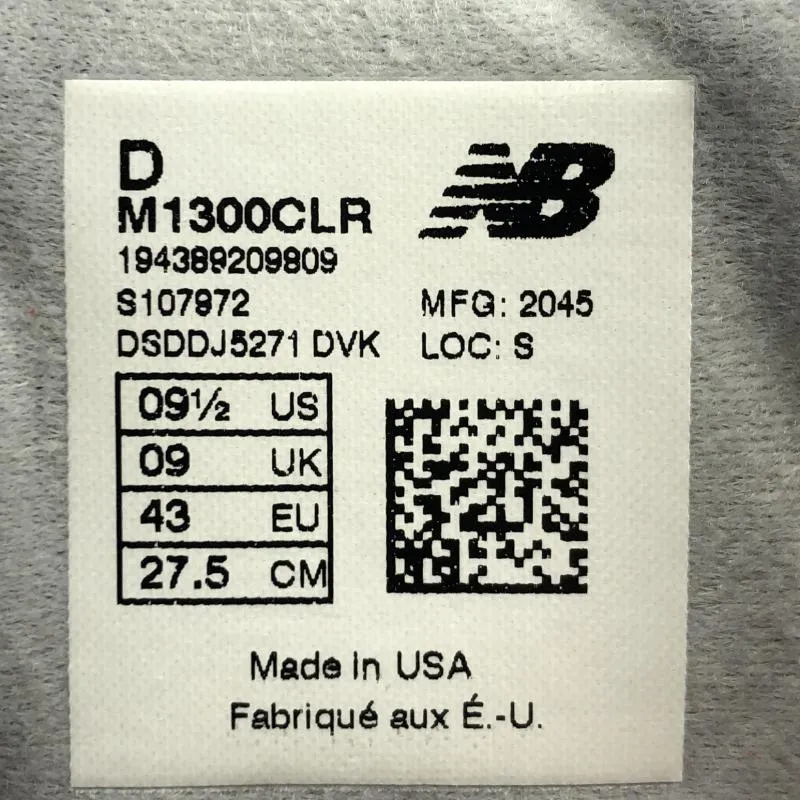 D
NB
M1300CLR
194389209809
S107972
MFG: 2045
DSDDJ5271 DVK
LOC: S
09½ US
09 UK
43 EU
27.5 CM
Made in USA
Fabriqué aux É.-U.